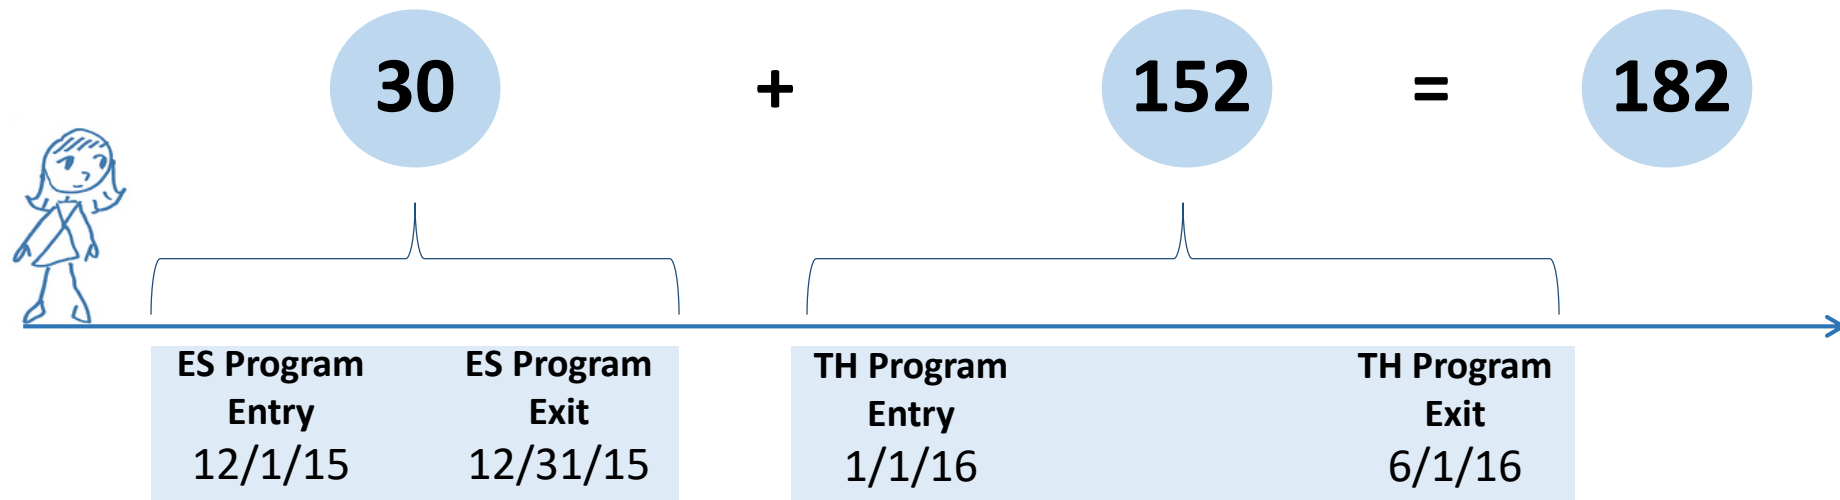 30 + 152 = 182
ES Program Entry
12/1/15
ES Program Exit
12/31/15
TH Program Entry
1/1/16
TH Program Exit
6/1/16